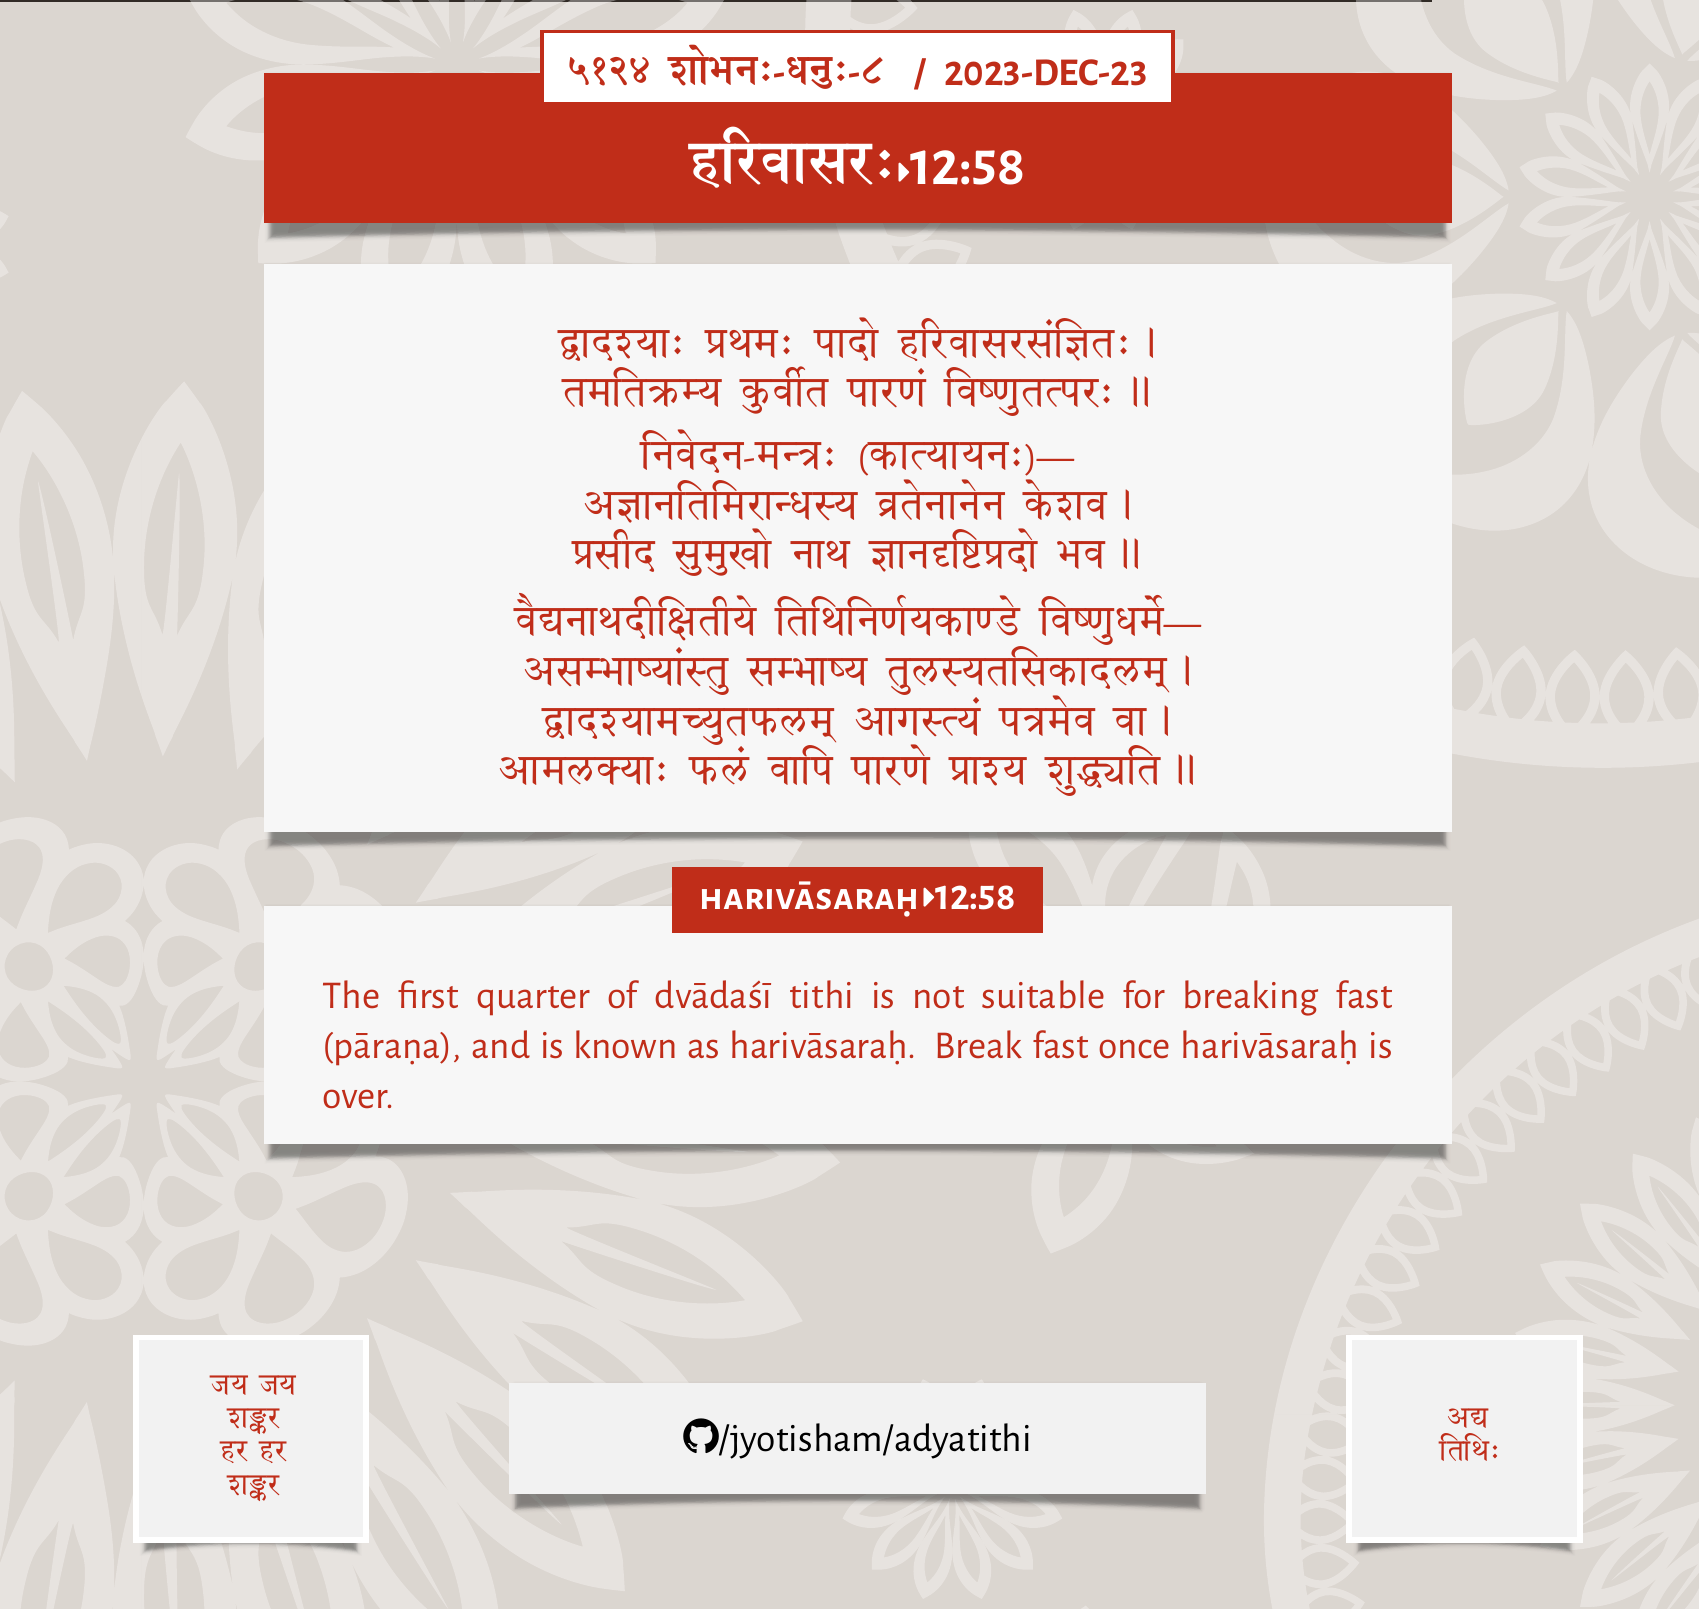 ५१२४ शोभनः-धनुः-८ / 2023-DEC-23
हरिवासरः▸12:58
द्वादश्याः प्रथमः पादो हरिवासरसंज्ञितः।
तमतिक्रम्य कुर्वीत पारणं विष्णुतत्परः॥
निवेदन-मन्त्रः (कात्यायनः)—
अज्ञानतिमिरान्धस्य व्रतेनानेन केशव।
प्रसीद सुमुखो नाथ ज्ञानदृष्टिप्रदो भव॥
वैद्यनाथदीक्षितीये तिथिनिर्णयकाण्डे विष्णुधर्मे—
असम्भाष्यांस्तु सम्भाष्य तुलस्यतसिकादलम्।
द्वादश्यामच्युतफलम् आगस्त्यं पत्रमेव वा।
आमलक्याः फलं वापि पारणे प्राश्य शुद्ध्यति॥
HARIVĀSARAḤ▸12:58
The first quarter of dvādaśī tithi is not suitable for breaking fast
(pāraṇa), and is known as harivāsaraḥ. Break fast once harivāsaraḥ is
over.
जय जय
शङ्कर
हर हर
शङ्कर
/jyotisham/adyatithi
अद्य
तिथिः